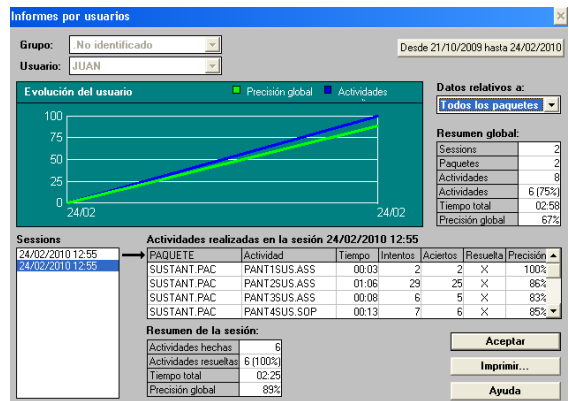 Informes por usuarios
Grupo: .No identificado
Desde 21/10/2009 hasta 24/02/2010
Usuario: JUAN
Evolución del usuario Precisión global Actividades
Datos relativos a:
Todos los paquetes
100
75
50
25
0
24/02 24/02
Resumen global:
Sessions 2
Paquetes 2
Actividades 8
Actividades 6 (75%)
Tiempo total 02:58
Precisión global 67%
Sessions
24/02/2010 12:55
24/02/2010 12:55
Actividades realizadas en la sesión 24/02/2010 12:55
PAQUETE Actividad Tiempo Intentos Aciertos Resuelta Precisión
SUSTANT.PAC PANT1SUS.ASS 00:03 2 2 X 100%
SUSTANT.PAC PANT2SUS.ASS 01:06 29 25 X 86%
SUSTANT.PAC PANT3SUS.ASS 00:08 6 5 X 83%
SUSTANT.PAC PANT4SUS.SOP 00:13 7 6 X 85%
Resumen de la sesión:
Actividades hechas 6
Actividades resueltas 6 (100%)
Tiempo total 02:25
Precisión global 89%
Aceptar
Imprimir...
Ayuda